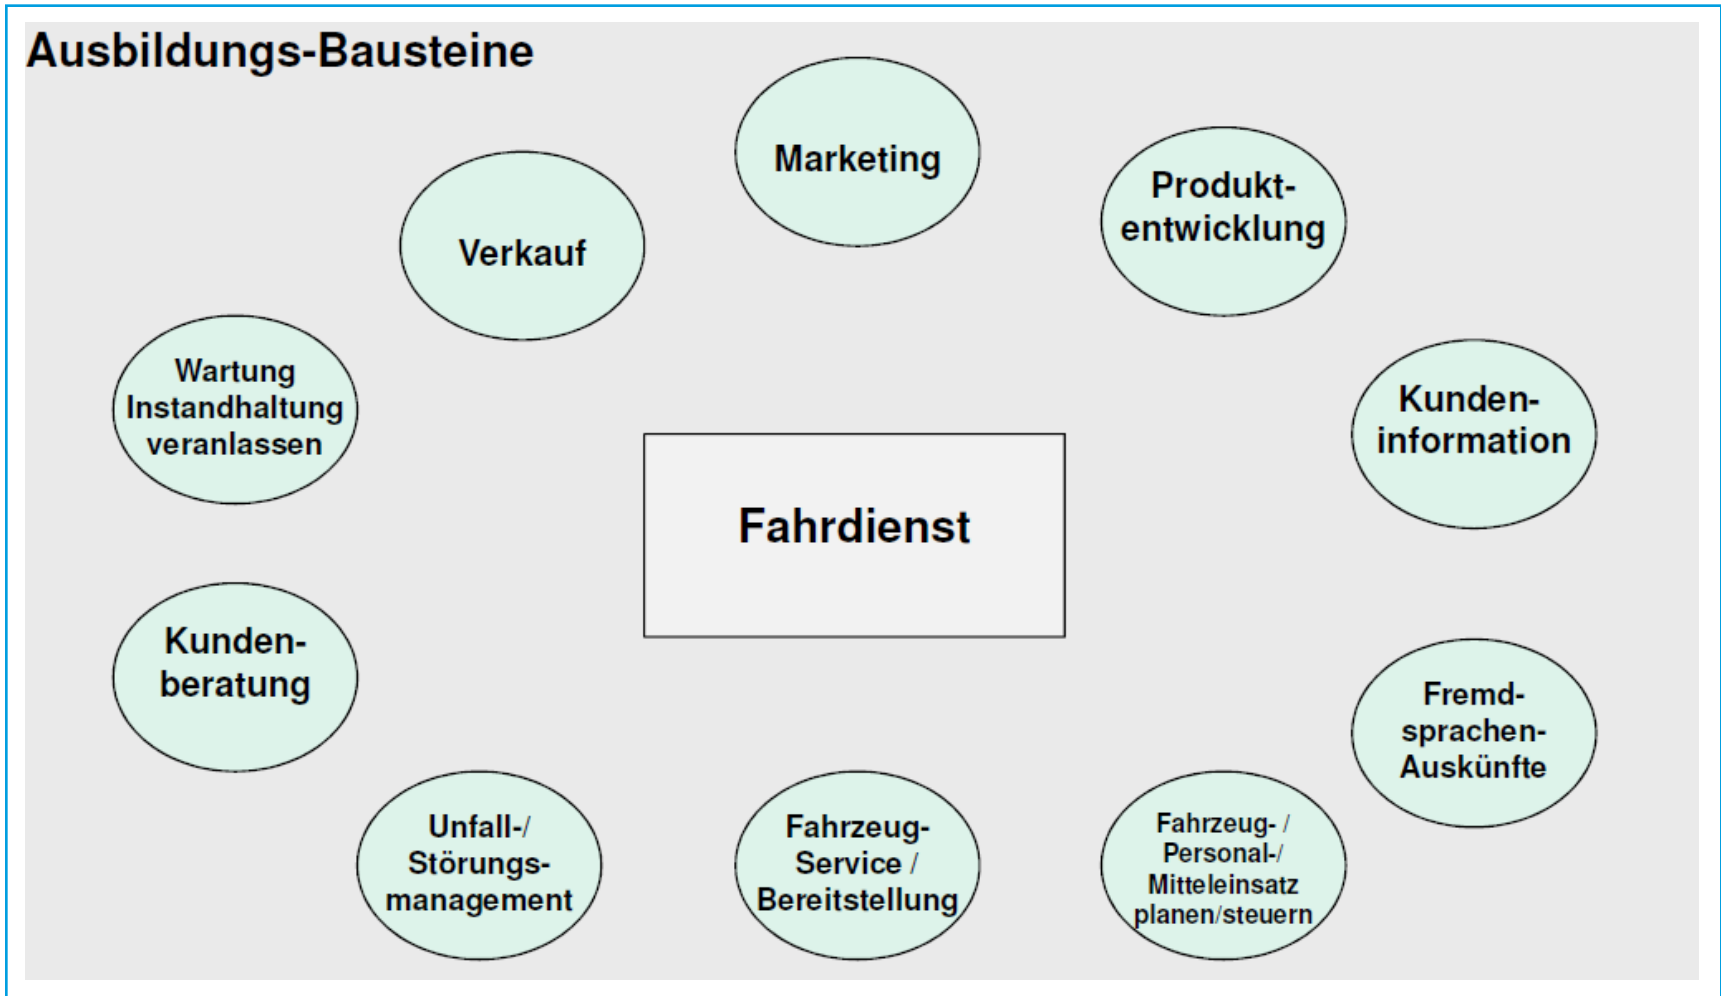 Ausbildungs-Bausteine
Marketing
Produkt-
entwicklung
Verkauf
Wartung
Instandhaltung
veranlassen
Kunden-
information
Fahrdienst
Kunden-
beratung
Fremd-
sprachen-
Auskünfte
Unfall-/
Störungs-
management
Fahrzeug-
Service /
Bereitstellung
Fahrzeug- /
Personal-/
Mitteleinsatz
planen/steuern